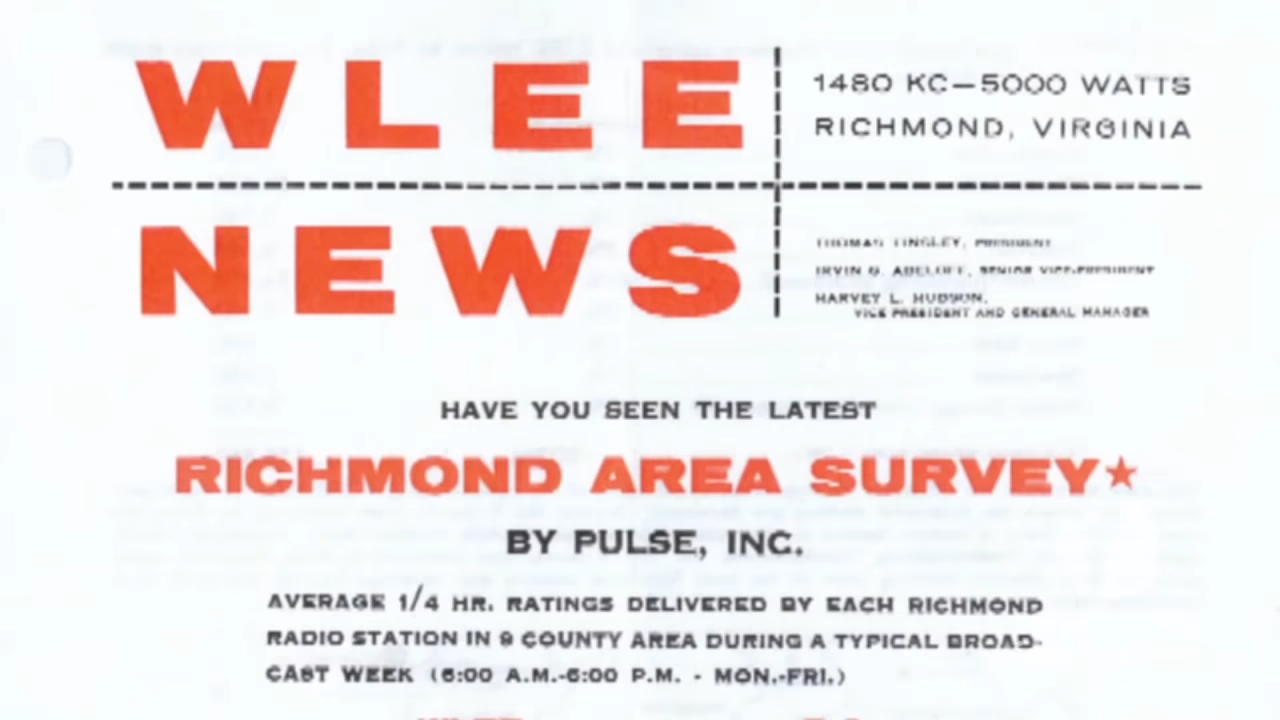 WLEE
NEWS
1480 KC—5000 WATTS
RICHMOND, VIRGINIA
THOMAS TINSLEY, PRESIDENT
IRVIN G. ABELOFF, SENIOR VICE-PRESIDENT
HARVEY L. HUDSON,
VICE PRESIDENT AND GENERAL MANAGER
HAVE YOU SEEN THE LATEST
RICHMOND AREA SURVEY★
BY PULSE, INC.
AVERAGE 1/4 HR. RATINGS DELIVERED BY EACH RICHMOND
RADIO STATION IN 9 COUNTY AREA DURING A TYPICAL BROAD-
CAST WEEK (6:00 A.M.-6:00 P.M. - MON.-FRI.)